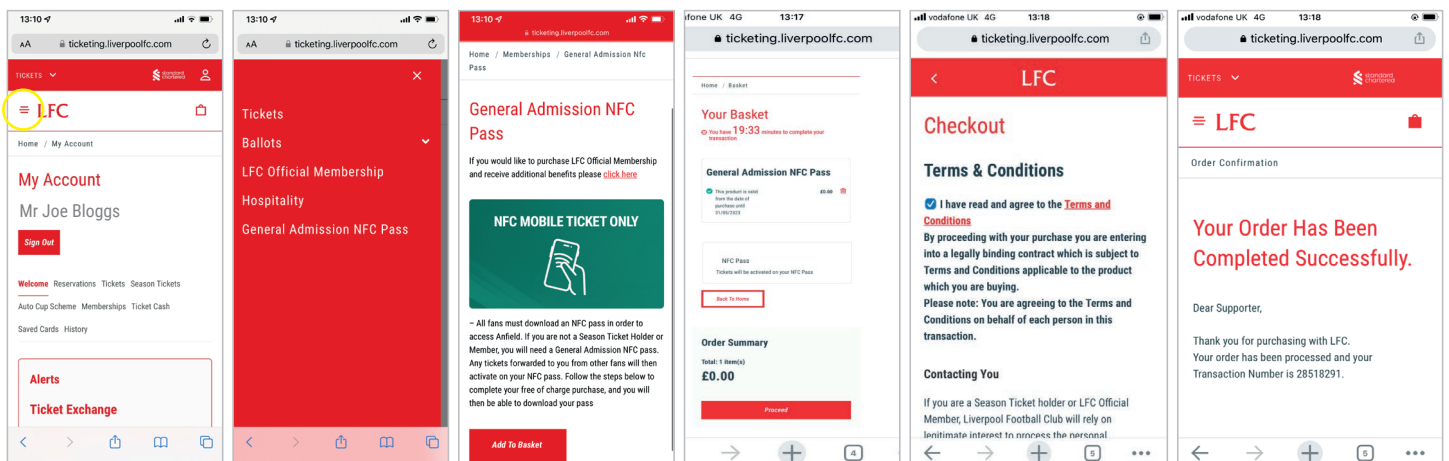 13:10
AA ticketing.liverpoolfc.com
TICKETS
standard
chartered
LFC
Home / My Account
My Account
Mr Joe Bloggs
Sign Out
Welcome Reservations Tickets Season Tickets
Auto Cup Scheme Memberships Ticket Cash
Saved Cards History
Alerts
Ticket Exchange
13:10
AA ticketing.liverpoolfc.com
Tickets
Ballots
LFC Official Membership
Hospitality
General Admission NFC Pass
13:10
ticketing.liverpoolfc.com
Home / Memberships / General Admission Nfc
Pass
General Admission NFC
Pass
If you would like to purchase LFC Official Membership
and receive additional benefits please click here
NFC MOBILE TICKET ONLY
– All fans must download an NFC pass in order to
access Anfield. If you are not a Season Ticket Holder or
Member, you will need a General Admission NFC pass.
Any tickets forwarded to you from other fans will then
activate on your NFC pass. Follow the steps below to
complete your free of charge purchase, and you will
then be able to download your pass
Add To Basket
fone UK 4G 13:17
ticketing.liverpoolfc.com
Home / Basket
Your Basket
You have 19:33 minutes to complete your
transaction
General Admission NFC Pass
This product is valid £0.00
from the date of
purchase until
31/05/2023
NFC Pass
Tickets will be activated on your NFC Pass
Back To Home
Order Summary
Total: 1 item(s)
£0.00
Proceed
4
vodafone UK 4G 13:18
ticketing.liverpoolfc.com
LFC
Checkout
Terms & Conditions
I have read and agree to the Terms and
Conditions
By proceeding with your purchase you are entering
into a legally binding contract which is subject to
Terms and Conditions applicable to the product
which you are buying.
Please note: You are agreeing to the Terms and
Conditions on behalf of each person in this
transaction.
Contacting You
If you are a Season Ticket holder or LFC Official
Member, Liverpool Football Club will rely on
legitimate interest to process the personal
5
vodafone UK 4G 13:18
ticketing.liverpoolfc.com
TICKETS
standard
chartered
LFC
Order Confirmation
Your Order Has Been
Completed Successfully.
Dear Supporter,
Thank you for purchasing with LFC.
Your order has been processed and your
Transaction Number is 28518291.
5